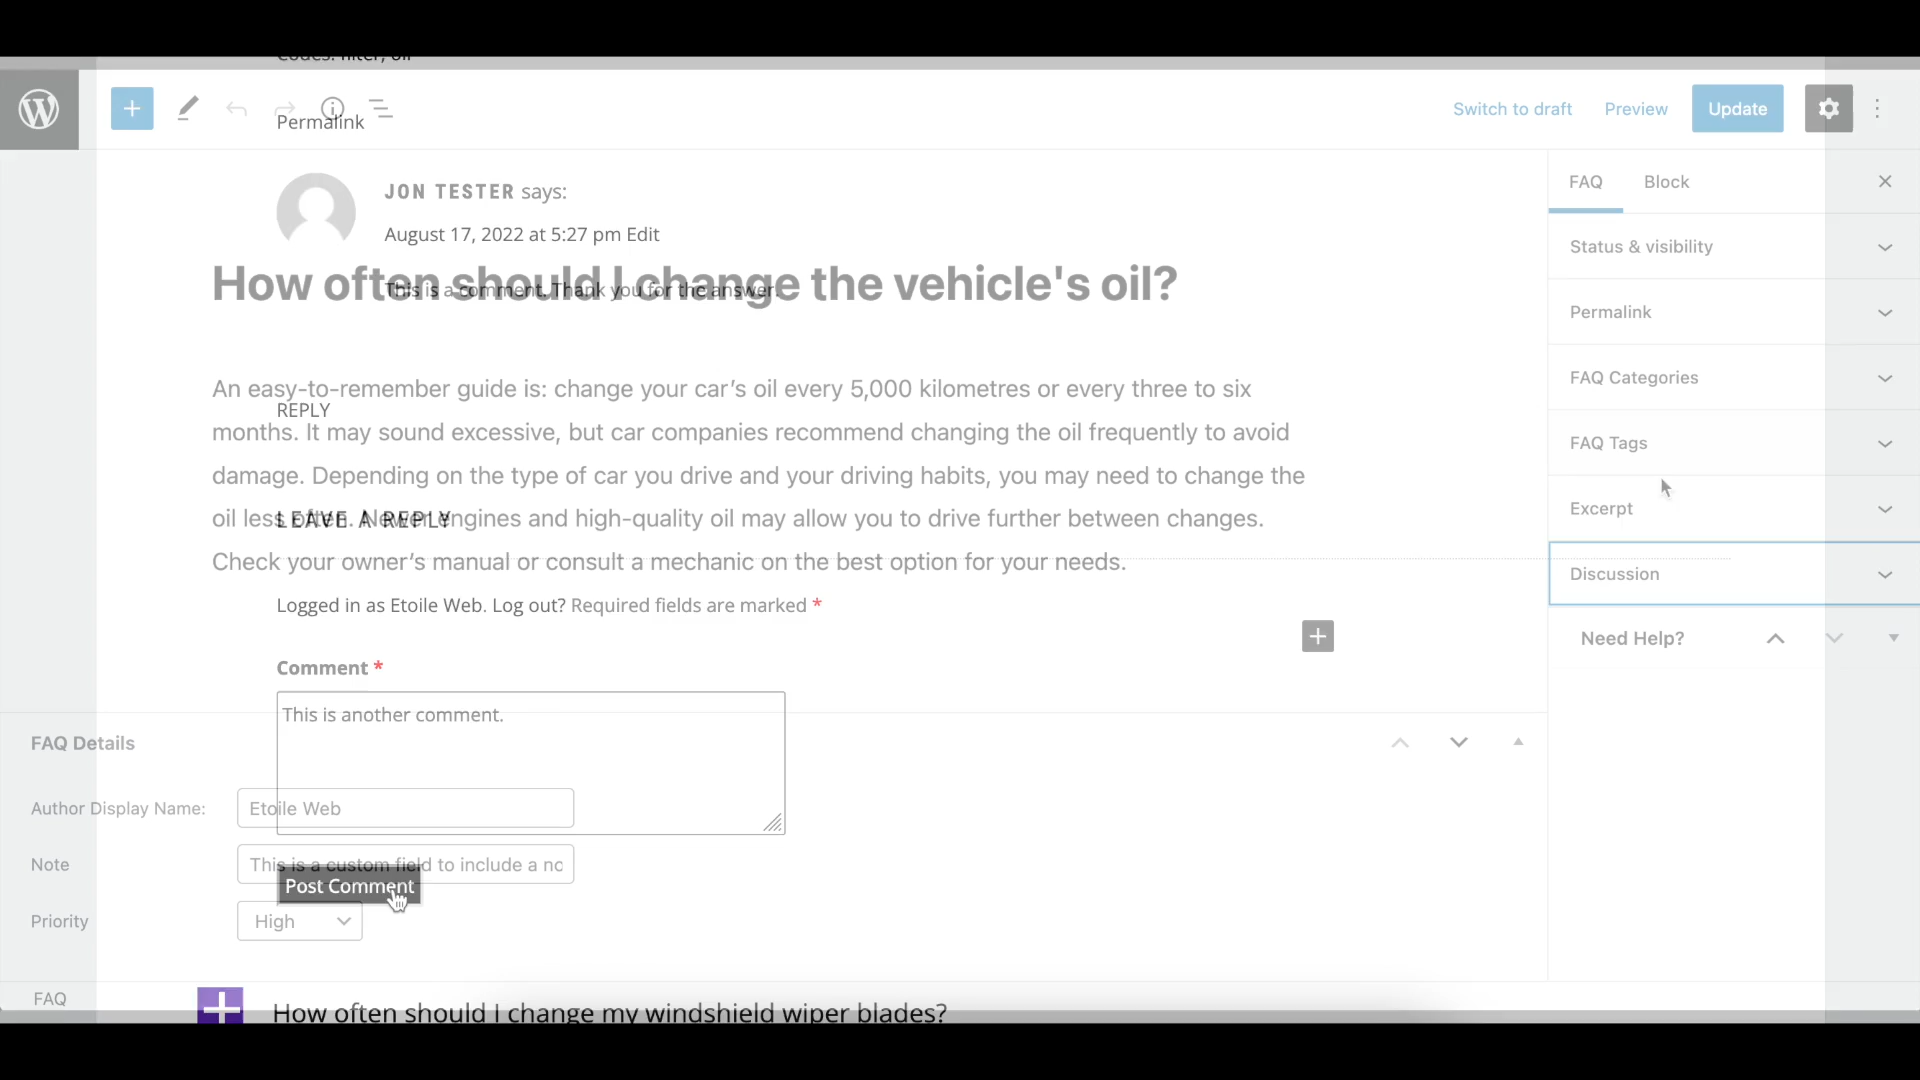 Codes: filter, oil
Permalink
Switch to draft
Preview
Update
JON TESTER says:
August 17, 2022 at 5:27 pm Edit
FAQ
Block
Status & visibility
How often should I change the vehicle's oil?
This is a comment. Thank you for the answer.
Permalink
An easy-to-remember guide is: change your car’s oil every 5,000 kilometres or every three to six
REPLY
months. It may sound excessive, but car companies recommend changing the oil frequently to avoid
damage. Depending on the type of car you drive and your driving habits, you may need to change the
oil less often. Newer engines and high-quality oil may allow you to drive further between changes.
LEAVE A REPLY
Check your owner’s manual or consult a mechanic on the best option for your needs.
FAQ Categories
FAQ Tags
Excerpt
Discussion
Need Help?
Logged in as Etoile Web. Log out? Required fields are marked *
Comment *
This is another comment.
FAQ Details
Author Display Name:
Etoile Web
Note
This is a custom field to include a no
Post Comment
Priority
High
FAQ
How often should I change my windshield wiper blades?